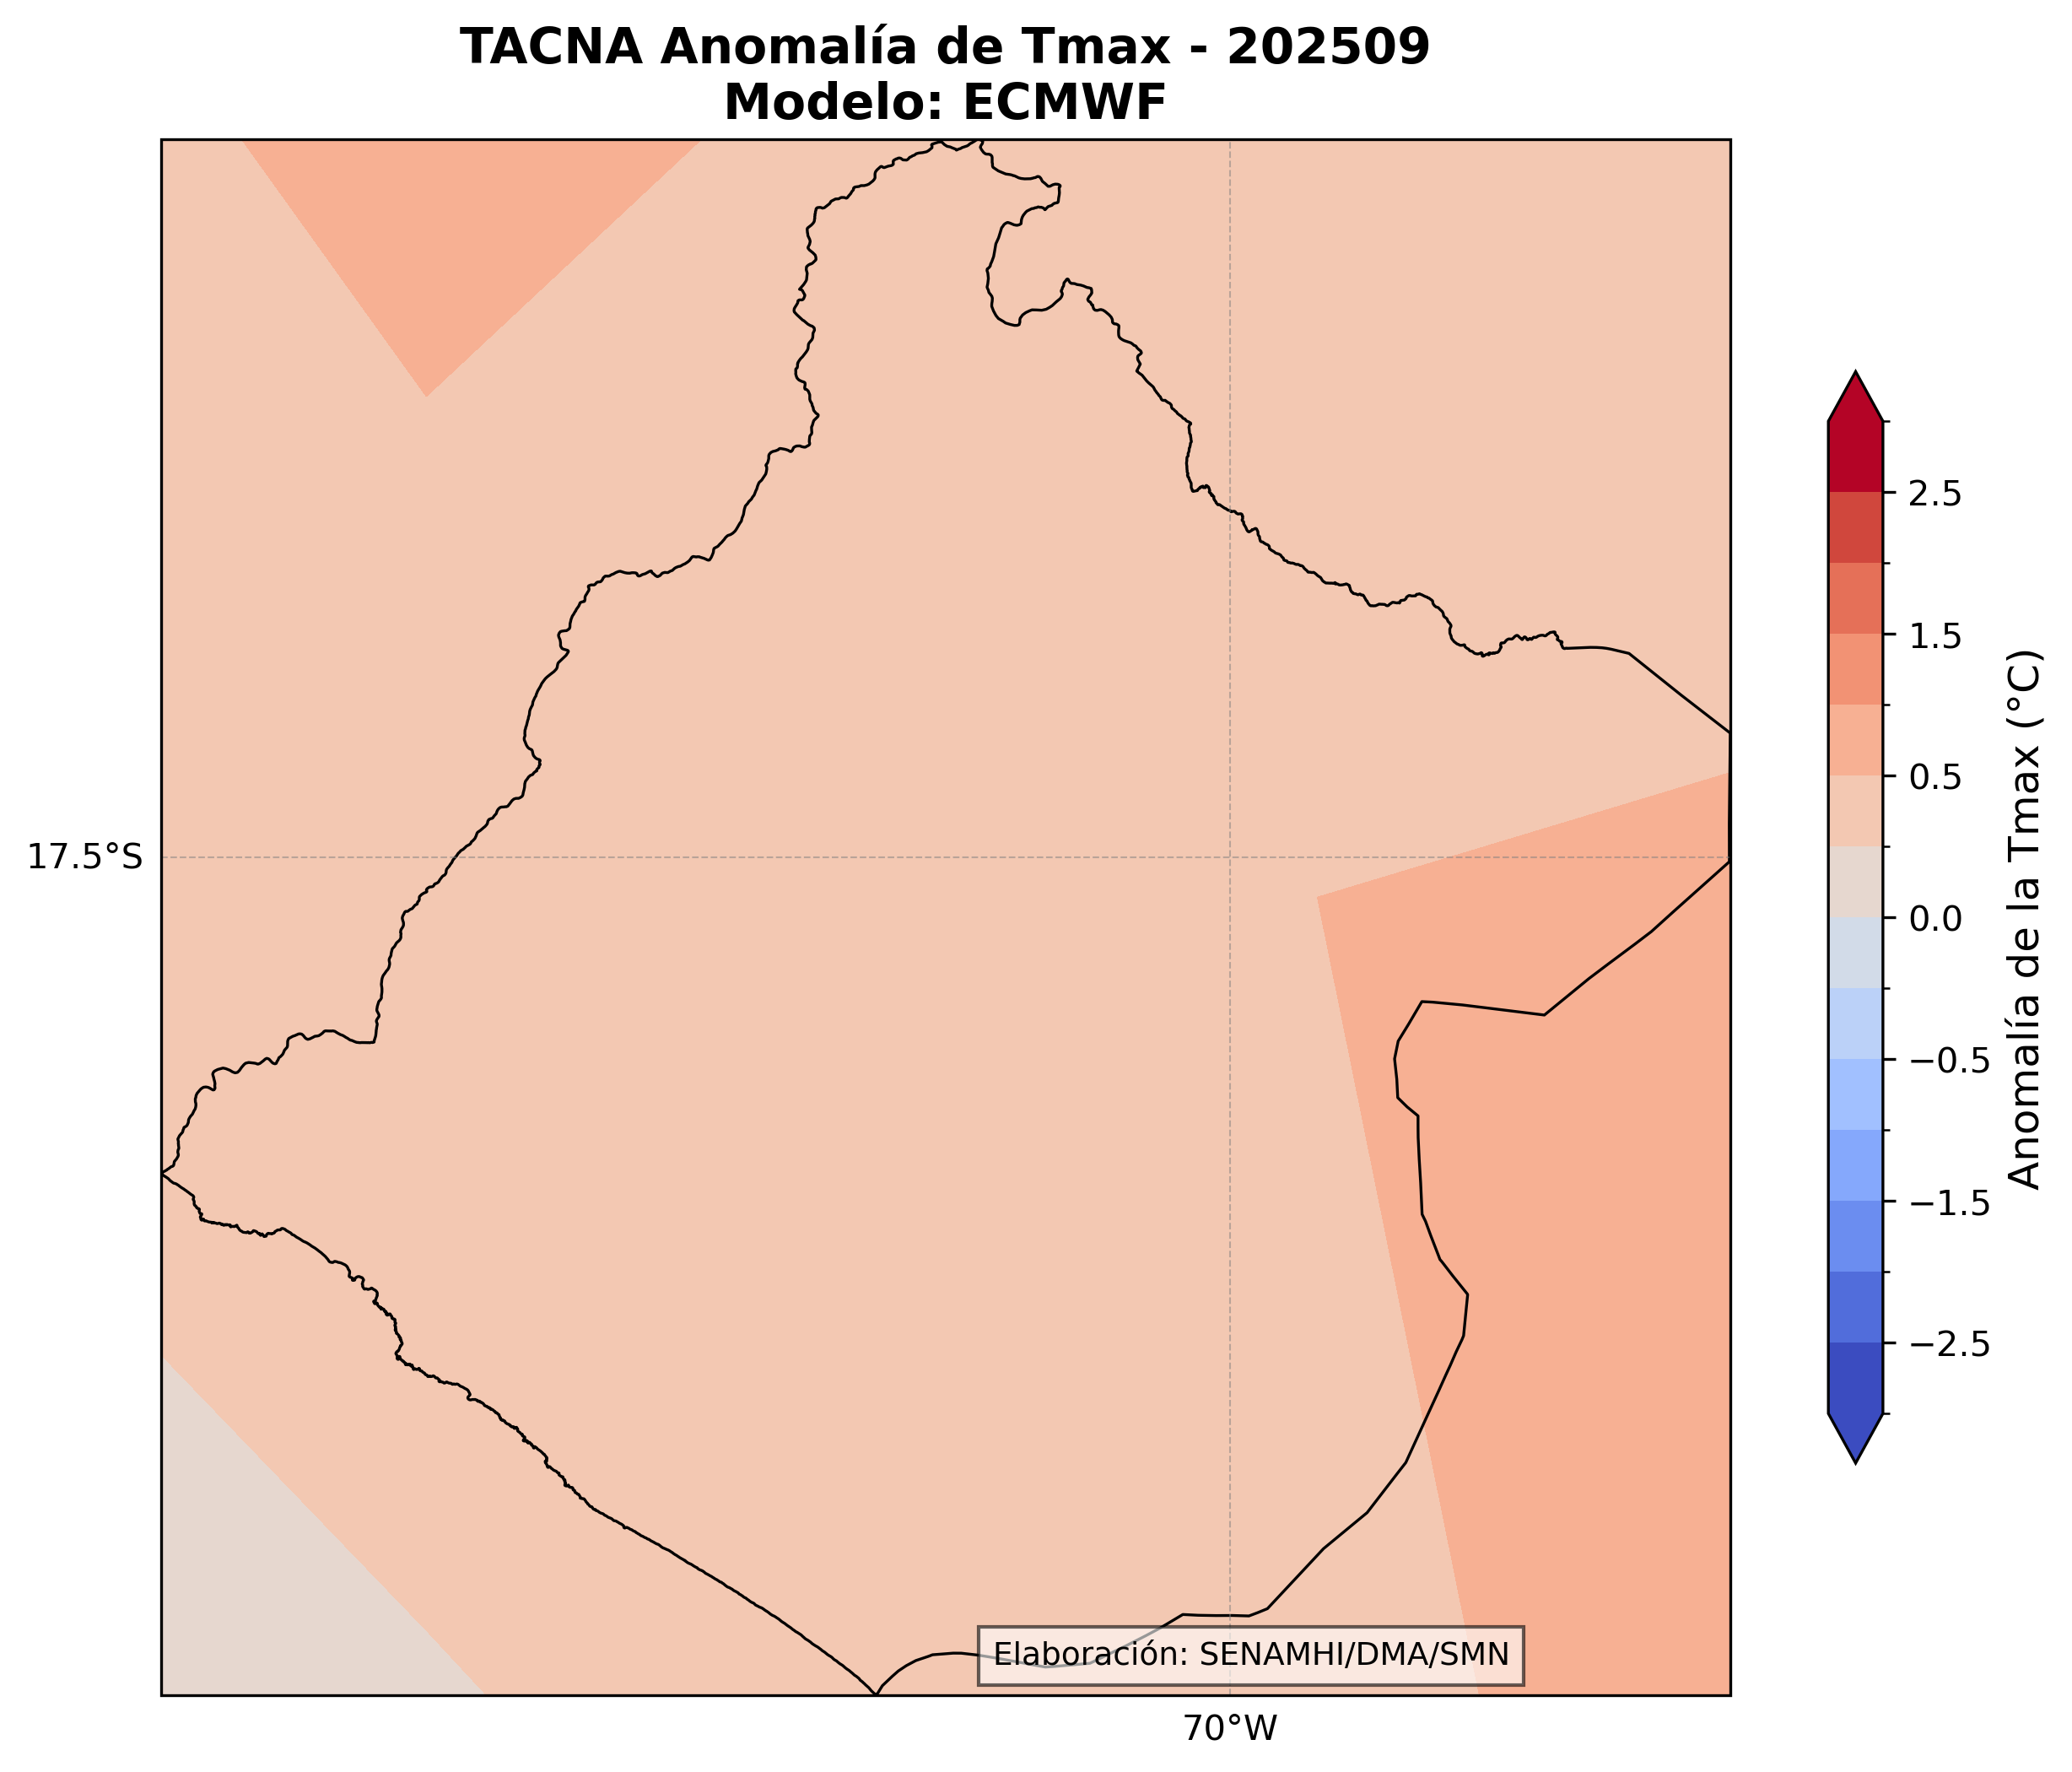 TACNA Anomalía de Tmax - 202509
Modelo: ECMWF
2.5
1.5
0.5
0.0
−0.5
−1.5
−2.5
Anomalía de la Tmax (°C)
17.5°S
70°W
Elaboración: SENAMHI/DMA/SMN